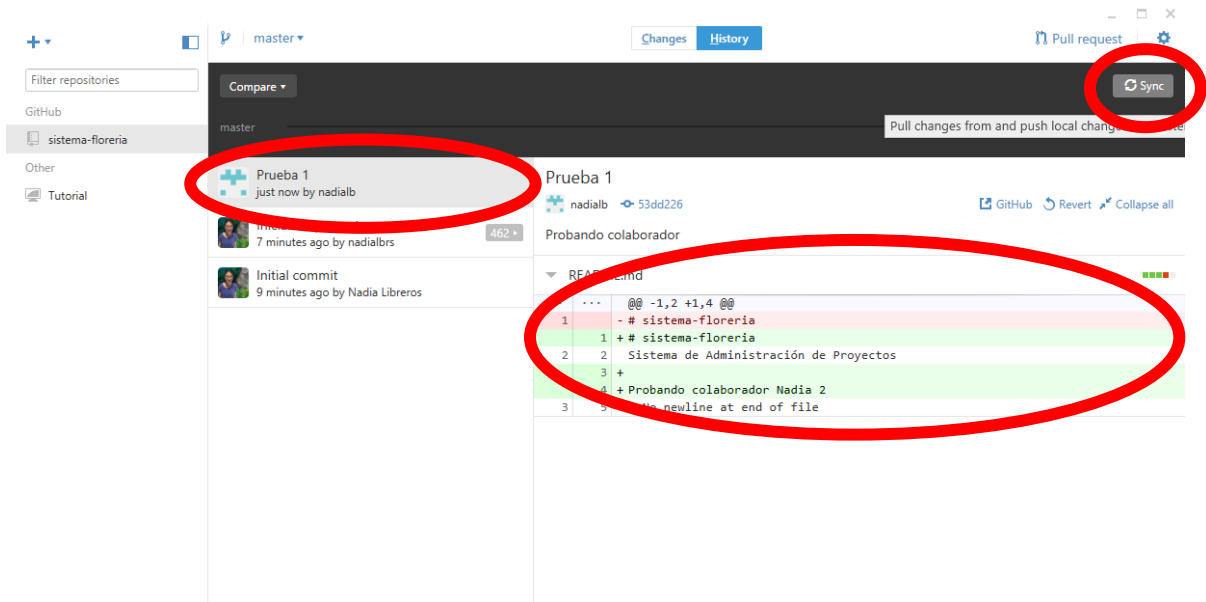 master
Changes
History
Pull request
Filter repositories
Compare
Sync
GitHub
master
Pull changes from and push local
sistema-floreria
Other
Tutorial
Prueba 1
just now by nadialb
7 minutes ago by nadialbrs
462
Initial commit
9 minutes ago by Nadia Libreros
Prueba 1
nadialb 53dd226
GitHub Revert Collapse all
Probando colaborador
README.md
... @@ -1,2 +1,4 @@
1 - # sistema-floreria
1 + # sistema-floreria
2 2 Sistema de Administración de Proyectos
3 +
4 + Probando colaborador Nadia 2
3 5 No newline at end of file